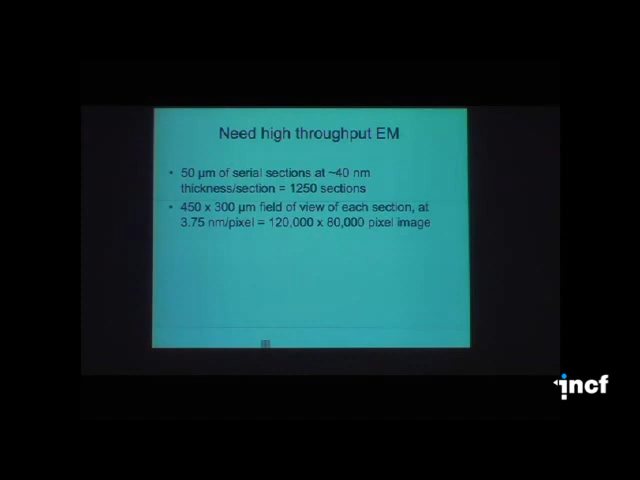 Need high throughput EM
• 50 µm of serial sections at ~40 nm
thickness/section = 1250 sections
• 450 x 300 µm field of view of each section, at
3.75 nm/pixel = 120,000 x 80,000 pixel image
incf